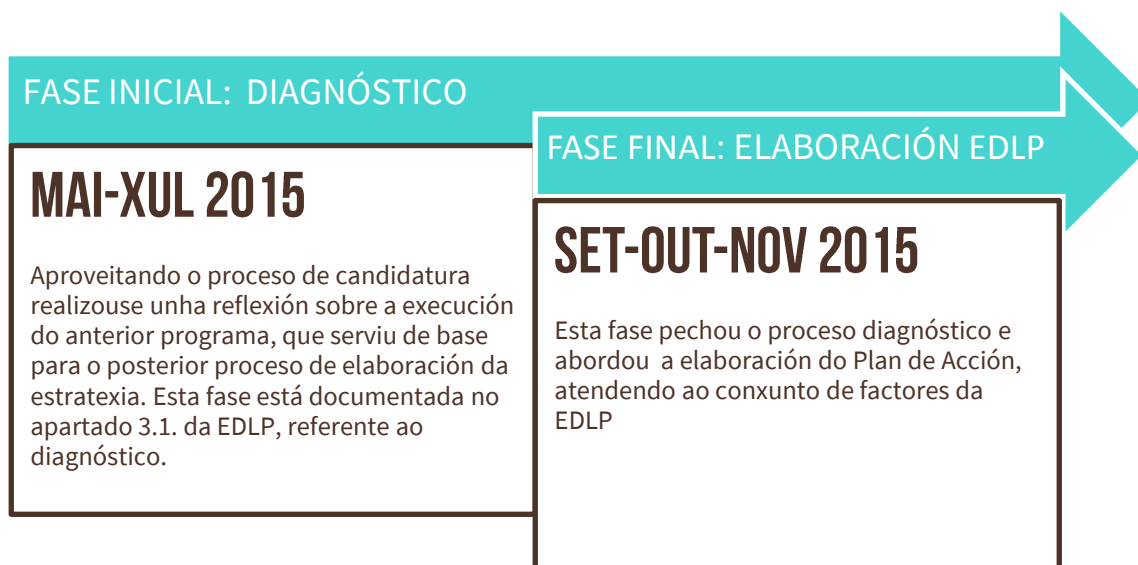 FASE INICIAL: DIAGNÓSTICO
MAI-XUL 2015
Aproveitando o proceso de candidatura
realizouse unha reflexión sobre a execución
do anterior programa, que serviu de base
para o posterior proceso de elaboración da
estratexia. Esta fase está documentada no
apartado 3.1. da EDLP, referente ao
diagnóstico.
FASE FINAL: ELABORACIÓN EDLP
SET-OUT-NOV 2015
Esta fase pechou o proceso diagnóstico e
abordou a elaboración do Plan de Acción,
atendendo ao conxunto de factores da
EDLP